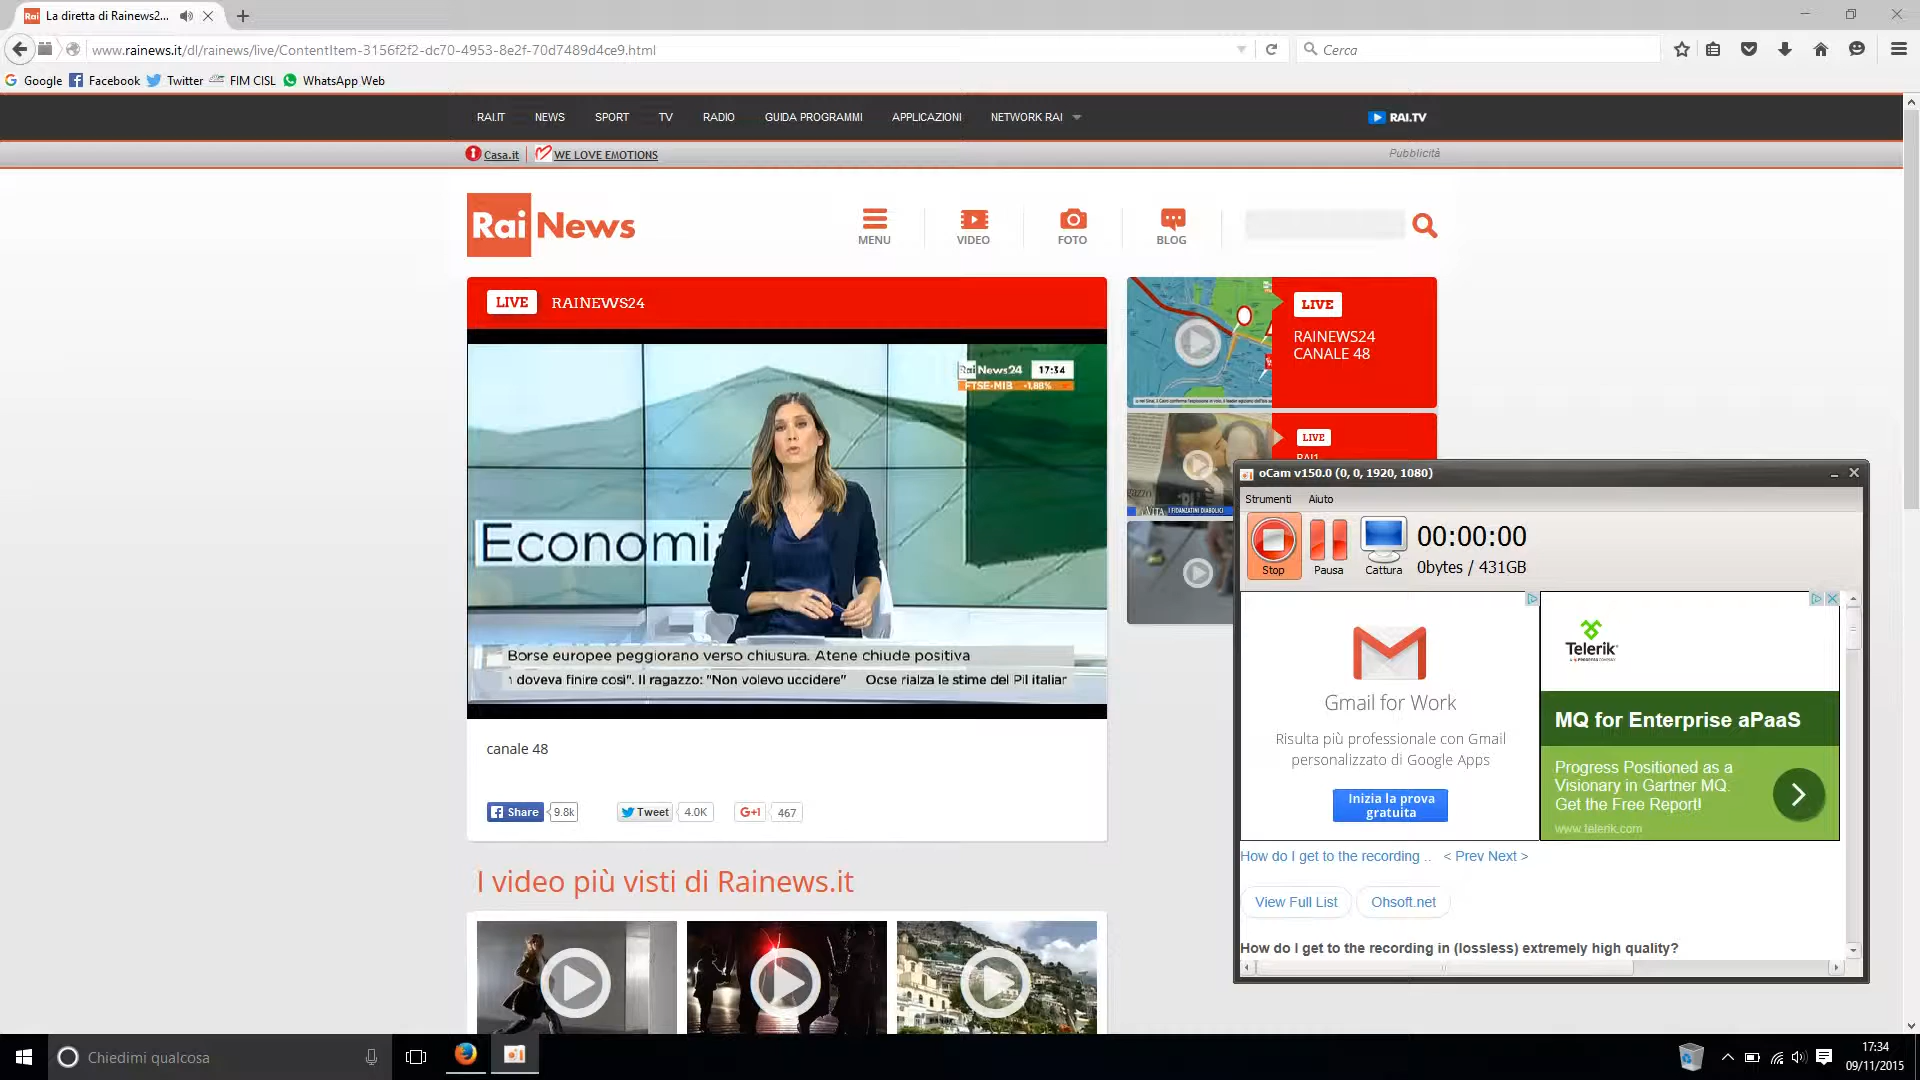 La diretta di Rainews2...
www.rainews.it/dl/rainews/live/ContentItem-3156f2f2-dc70-4953-8e2f-70d7489d4ce9.html
Cerca
Google Facebook Twitter FIM CISL WhatsApp Web
RAI.IT NEWS SPORT TV RADIO GUIDA PROGRAMMI APPLICAZIONI NETWORK RAI RAI.TV
Casa.it WE LOVE EMOTIONS Pubblicità
Rai News
MENU VIDEO FOTO BLOG
LIVE RAINEWS24
LIVE
RAINEWS24
CANALE 48
Rai News24 17:34
FTSE-MIB -1,88%
LIVE
RAI1
VITA I FIDANZATINI DIABOLICI
Economia
Borse europee peggiorano verso chiusura. Atene chiude positiva
doveva finire così". Il ragazzo: "Non volevo uccidere" Ocse rialza le stime del Pil italiar
canale 48
Share 9.8k Tweet 4.0K G+1 467
I video più visti di Rainews.it
oCam v150.0 (0, 0, 1920, 1080)
Strumenti Aiuto
Stop Pausa Cattura
00:00:00
0bytes / 431GB
Gmail for Work
Risulta più professionale con Gmail
personalizzato di Google Apps
Inizia la prova
gratuita
Telerik
MQ for Enterprise aPaaS
Progress Positioned as a
Visionary in Gartner MQ.
Get the Free Report!
www.telerik.com
How do I get to the recording .. < Prev Next >
View Full List Ohsoft.net
How do I get to the recording in (lossless) extremely high quality?
Chiedimi qualcosa
17:34
09/11/2015